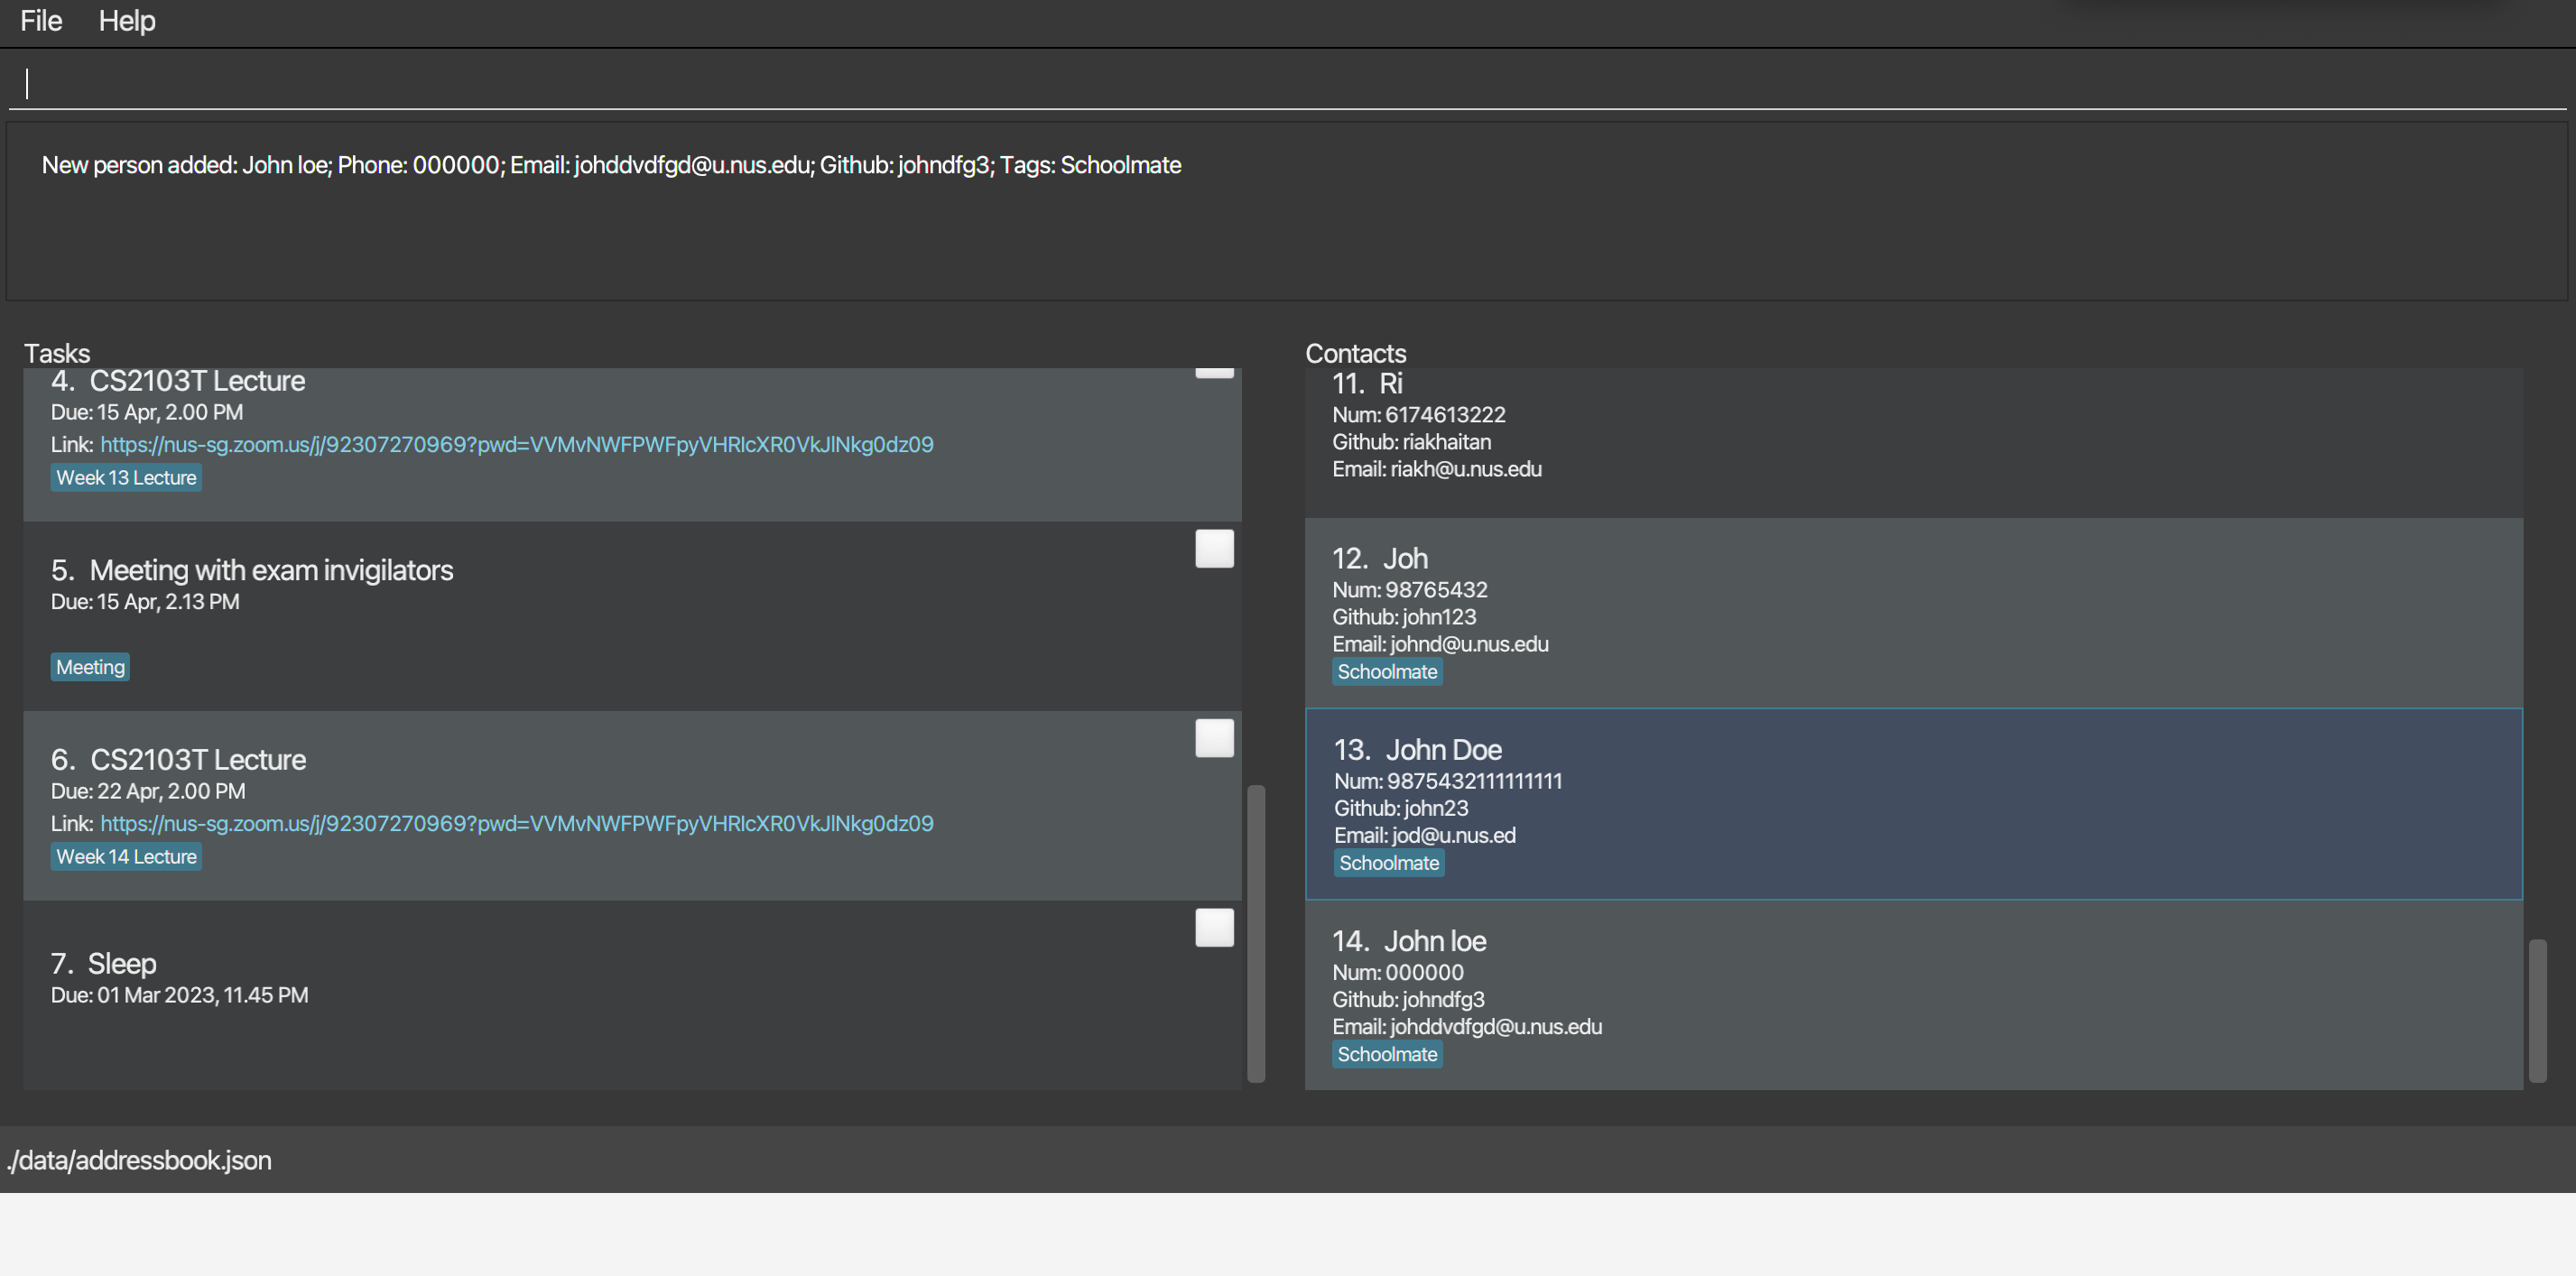 File Help
New person added: John loe; Phone: 000000; Email: johddvdfgd@u.nus.edu; Github: johndfg3; Tags: Schoolmate
Tasks
4. CS2103T Lecture
Due: 15 Apr, 2.00 PM
Link: https://nus-sg.zoom.us/j/92307270969?pwd=VVMvNWFPWFpyVHRlcXR0VkJlNkg0dz09
Week 13 Lecture
5. Meeting with exam invigilators
Due: 15 Apr, 2.13 PM
Meeting
6. CS2103T Lecture
Due: 22 Apr, 2.00 PM
Link: https://nus-sg.zoom.us/j/92307270969?pwd=VVMvNWFPWFpyVHRlcXR0VkJlNkg0dz09
Week 14 Lecture
7. Sleep
Due: 01 Mar 2023, 11.45 PM
Contacts
11. Ri
Num: 6174613222
Github: riakhaitan
Email: riakh@u.nus.edu
12. Joh
Num: 98765432
Github: john123
Email: johnd@u.nus.edu
Schoolmate
13. John Doe
Num: 9875432111111111
Github: john23
Email: jod@u.nus.ed
Schoolmate
14. John loe
Num: 000000
Github: johndfg3
Email: johddvdfgd@u.nus.edu
Schoolmate
./data/addressbook.json